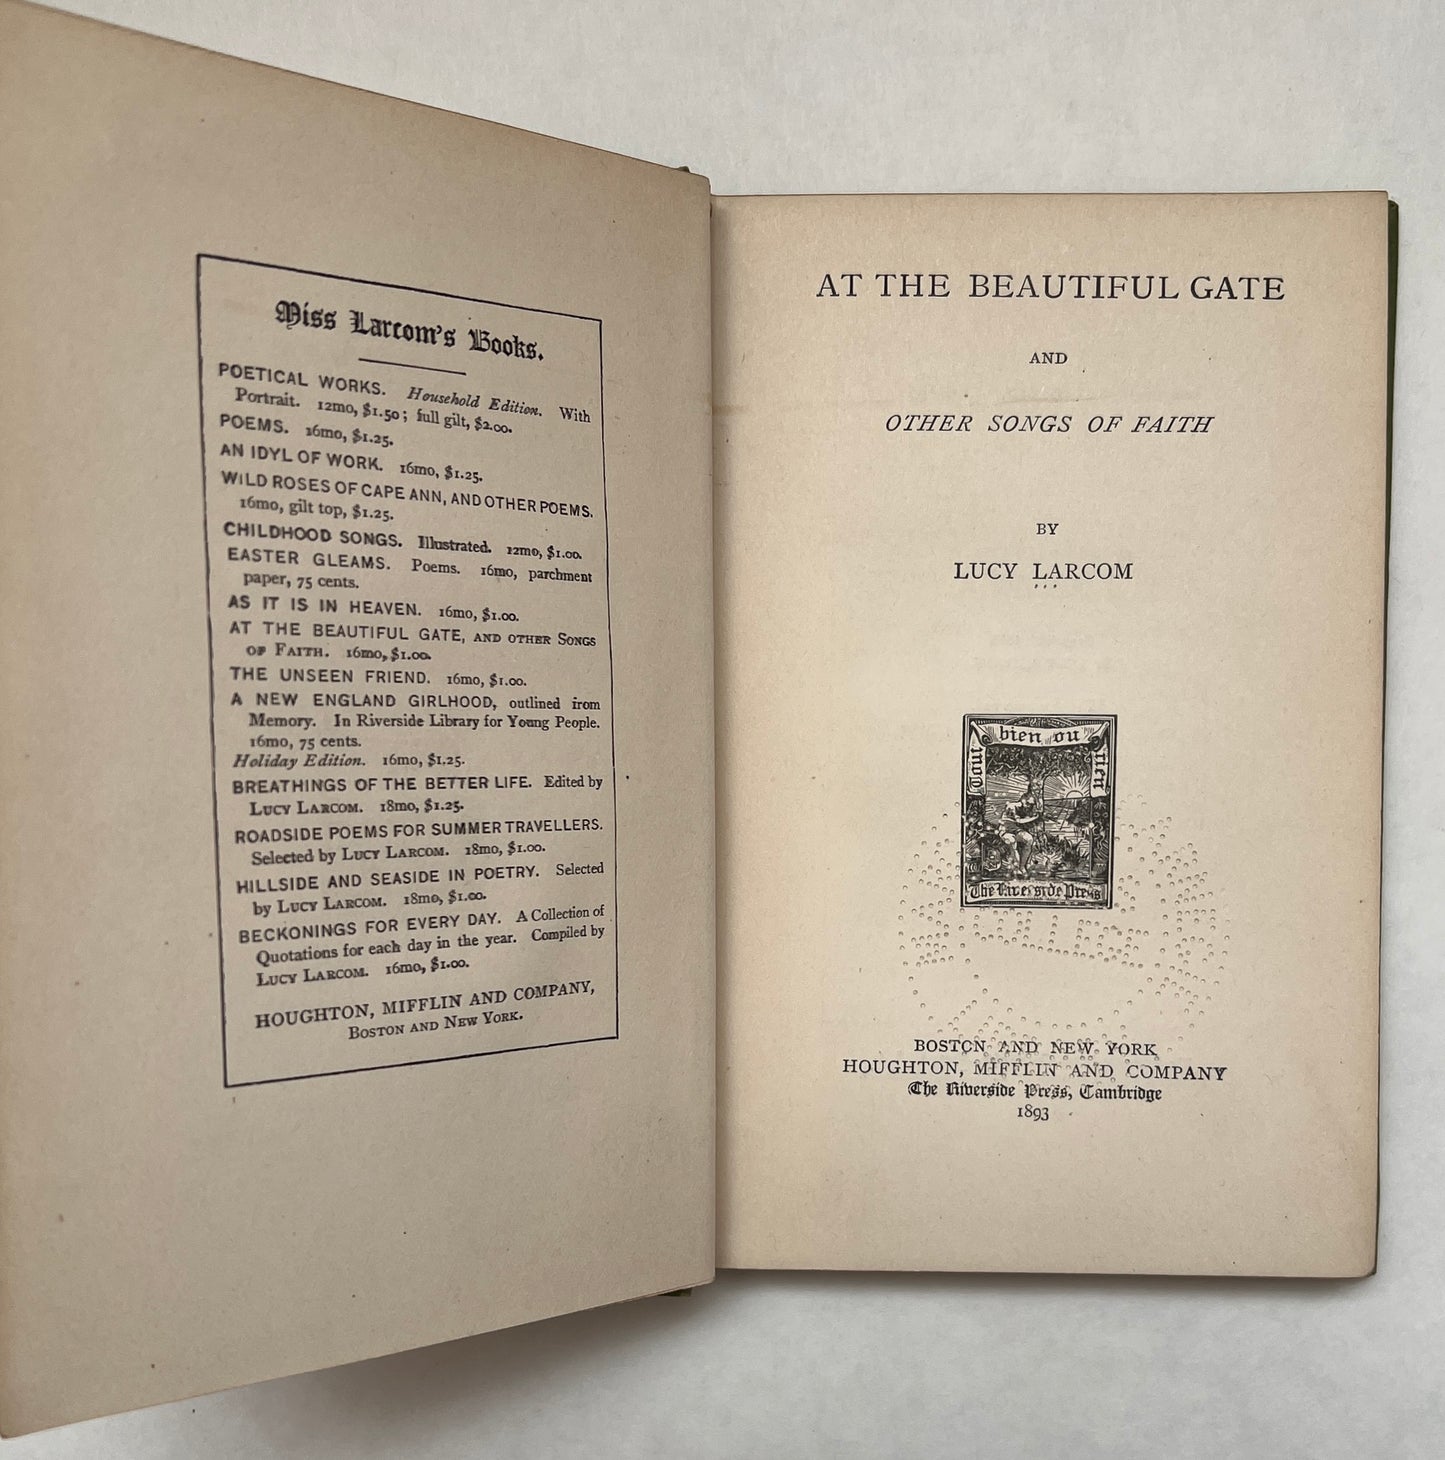 Miss Larcom's Books.
POETICAL WORKS. Household Edition. With
Portrait. 12mo, $1.50; full gilt, $2.00.
POEMS. 16mo, $1.25.
AN IDYL OF WORK. 16mo, $1.25.
WILD ROSES OF CAPE ANN, AND OTHER POEMS.
16mo, gilt top, $1.25.
CHILDHOOD SONGS. Illustrated. 12mo, $1.00.
EASTER GLEAMS. Poems. 16mo, parchment
paper, 75 cents.
AS IT IS IN HEAVEN. 16mo, $1.00.
AT THE BEAUTIFUL GATE, AND OTHER SONGS
OF FAITH. 16mo, $1.00.
THE UNSEEN FRIEND. 16mo, $1.00.
A NEW ENGLAND GIRLHOOD, outlined from
Memory. In Riverside Library for Young People.
16mo, 75 cents.
Holiday Edition. 16mo, $1.25.
BREATHINGS OF THE BETTER LIFE. Edited by
LUCY LARCOM. 18mo, $1.25.
ROADSIDE POEMS FOR SUMMER TRAVELLERS.
Selected by LUCY LARCOM. 18mo, $1.00.
HILLSIDE AND SEASIDE IN POETRY. Selected
by LUCY LARCOM. 18mo, $1.00.
BECKONINGS FOR EVERY DAY. A Collection of
Quotations for each day in the year. Compiled by
LUCY LARCOM. 16mo, $1.00.
HOUGHTON, MIFFLIN AND COMPANY,
BOSTON AND NEW YORK.
AT THE BEAUTIFUL GATE
AND
OTHER SONGS OF FAITH
BY
LUCY LARCOM
Tout bien ou rien
The Riverside Press
BOSTON AND NEW YORK
HOUGHTON, MIFFLIN AND COMPANY
The Riverside Press, Cambridge
1893